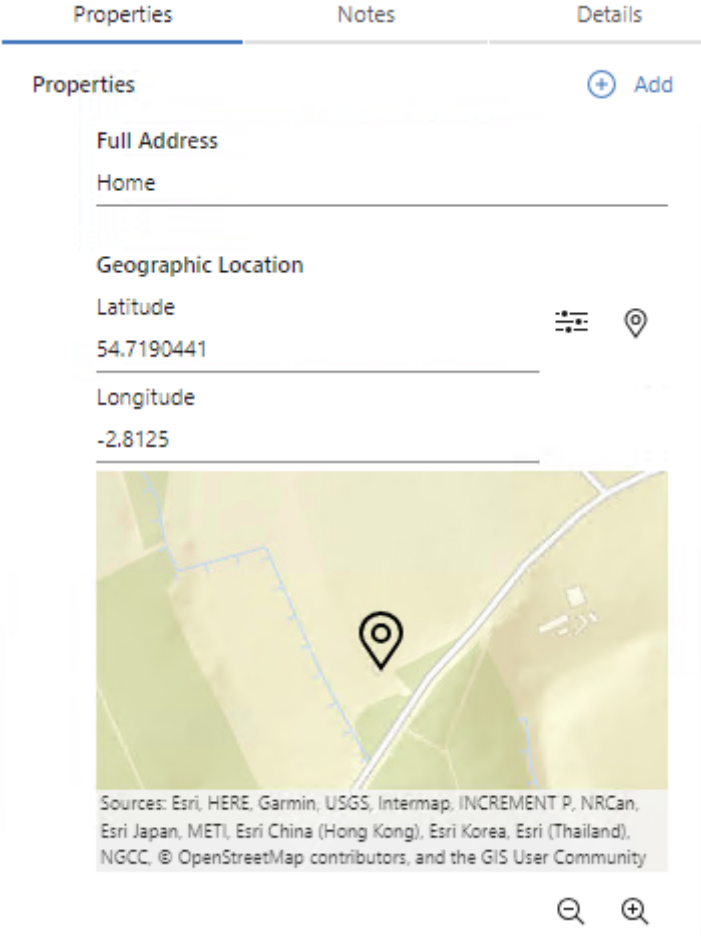 Properties Notes Details
Properties Add
Full Address
Home
Geographic Location
Latitude
54.7190441
Longitude
-2.8125
Sources: Esri, HERE, Garmin, USGS, Intermap, INCREMENT P, NRCan,
Esri Japan, METI, Esri China (Hong Kong), Esri Korea, Esri (Thailand),
NGCC, © OpenStreetMap contributors, and the GIS User Community